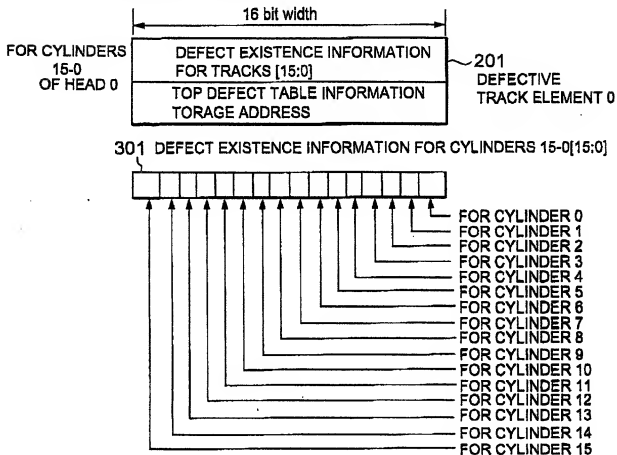 16 bit width
FOR CYLINDERS
15-0
OF HEAD 0
DEFECT EXISTENCE INFORMATION
FOR TRACKS [15:0]
TOP DEFECT TABLE INFORMATION
TORAGE ADDRESS
201
DEFECTIVE
TRACK ELEMENT 0
301 DEFECT EXISTENCE INFORMATION FOR CYLINDERS 15-0[15:0]
FOR CYLINDER 0
FOR CYLINDER 1
FOR CYLINDER 2
FOR CYLINDER 3
FOR CYLINDER 4
FOR CYLINDER 5
FOR CYLINDER 6
FOR CYLINDER 7
FOR CYLINDER 8
FOR CYLINDER 9
FOR CYLINDER 10
FOR CYLINDER 11
FOR CYLINDER 12
FOR CYLINDER 13
FOR CYLINDER 14
FOR CYLINDER 15